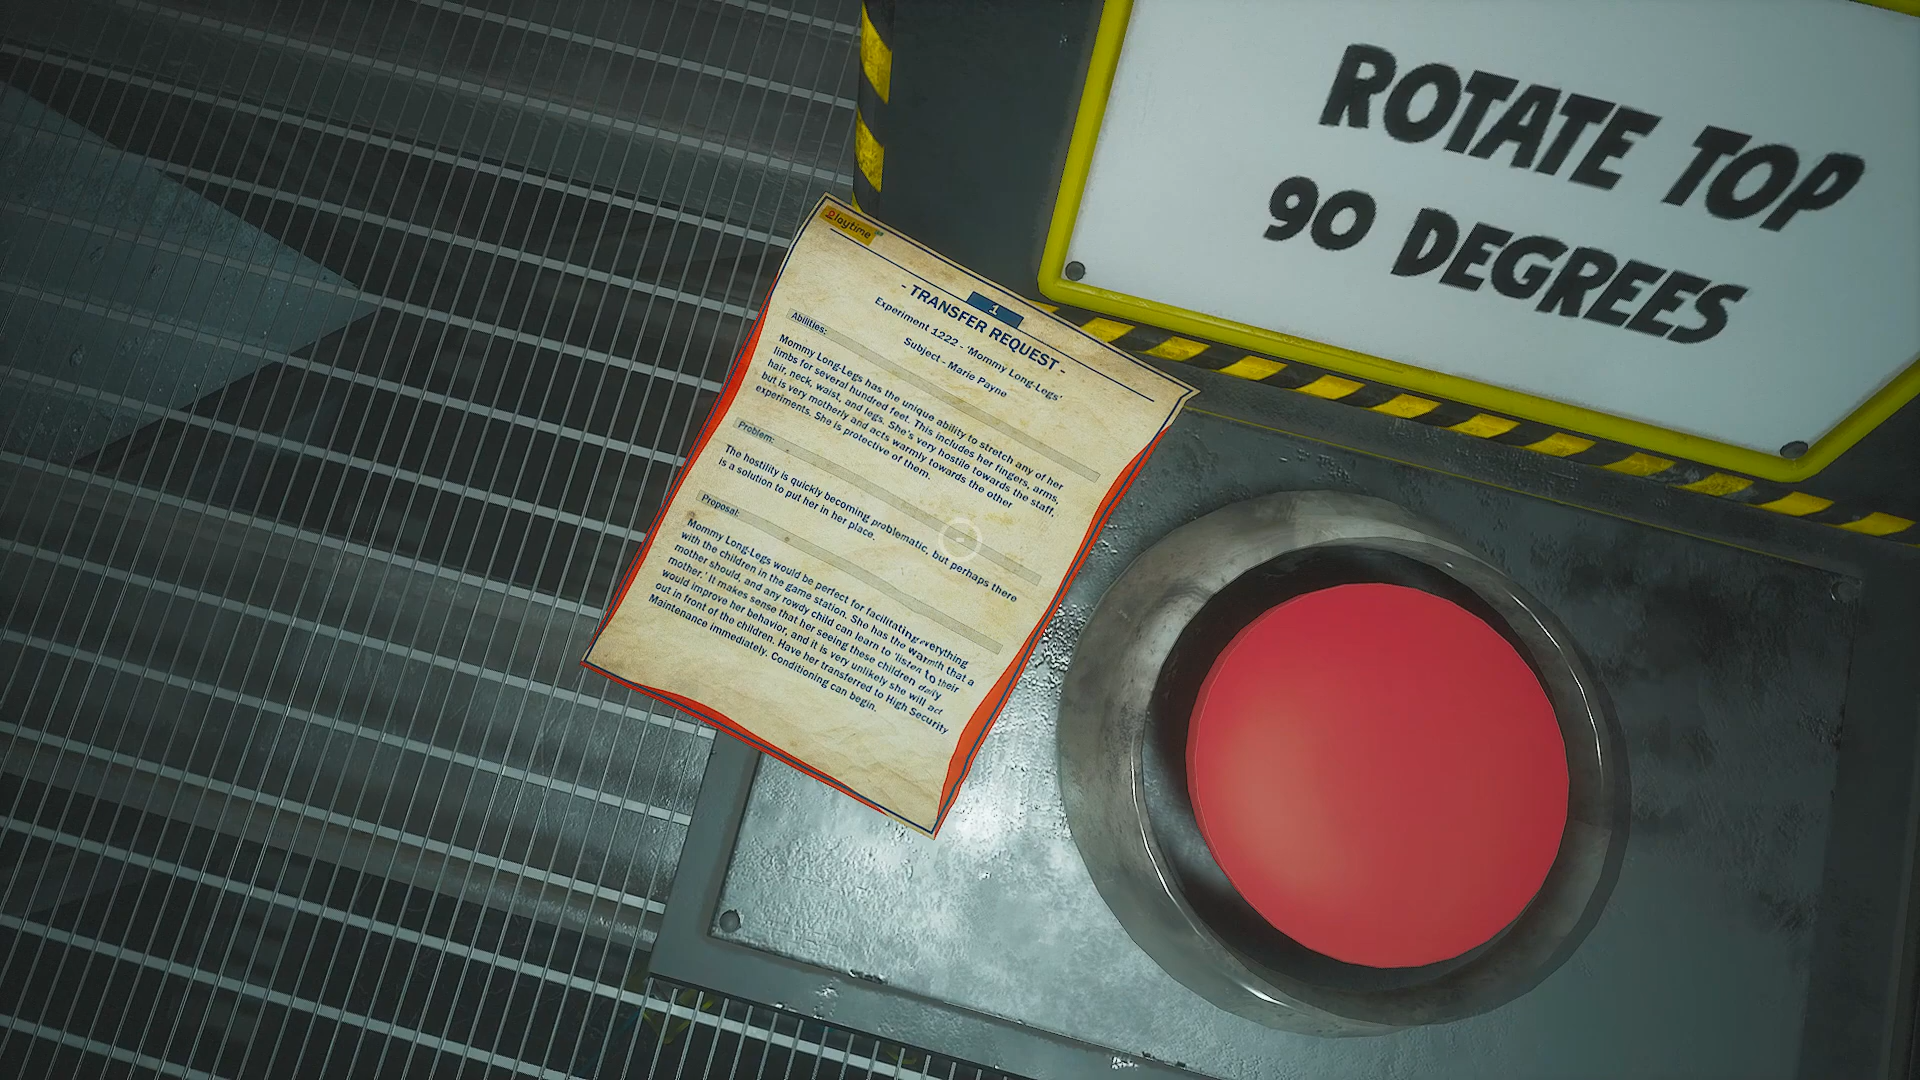 ROTATE TOP
90 DEGREES
Playtime
1
- TRANSFER REQUEST -
Experiment 1222 - 'Mommy Long-Legs'
Subject - Marie Payne
Abilities:
Mommy Long-Legs has the unique ability to stretch any of her
limbs for several hundred feet. This includes her fingers, arms,
hair, neck, waist, and legs. She's very hostile towards the staff,
but is very motherly and acts warmly towards the other
experiments. She is protective of them.
Problem:
The hostility is quickly becoming problematic, but perhaps there
is a solution to put her in her place.
Proposal:
Mommy Long-Legs would be perfect for facilitating everything
with the children in the game station. She has the warmth that a
mother should, and any rowdy child can learn to 'listen to their
mother.' It makes sense that her seeing these children daily
would improve her behavior, and it is very unlikely she will act
out in front of the children. Have her transferred to High Security
Maintenance immediately. Conditioning can begin.